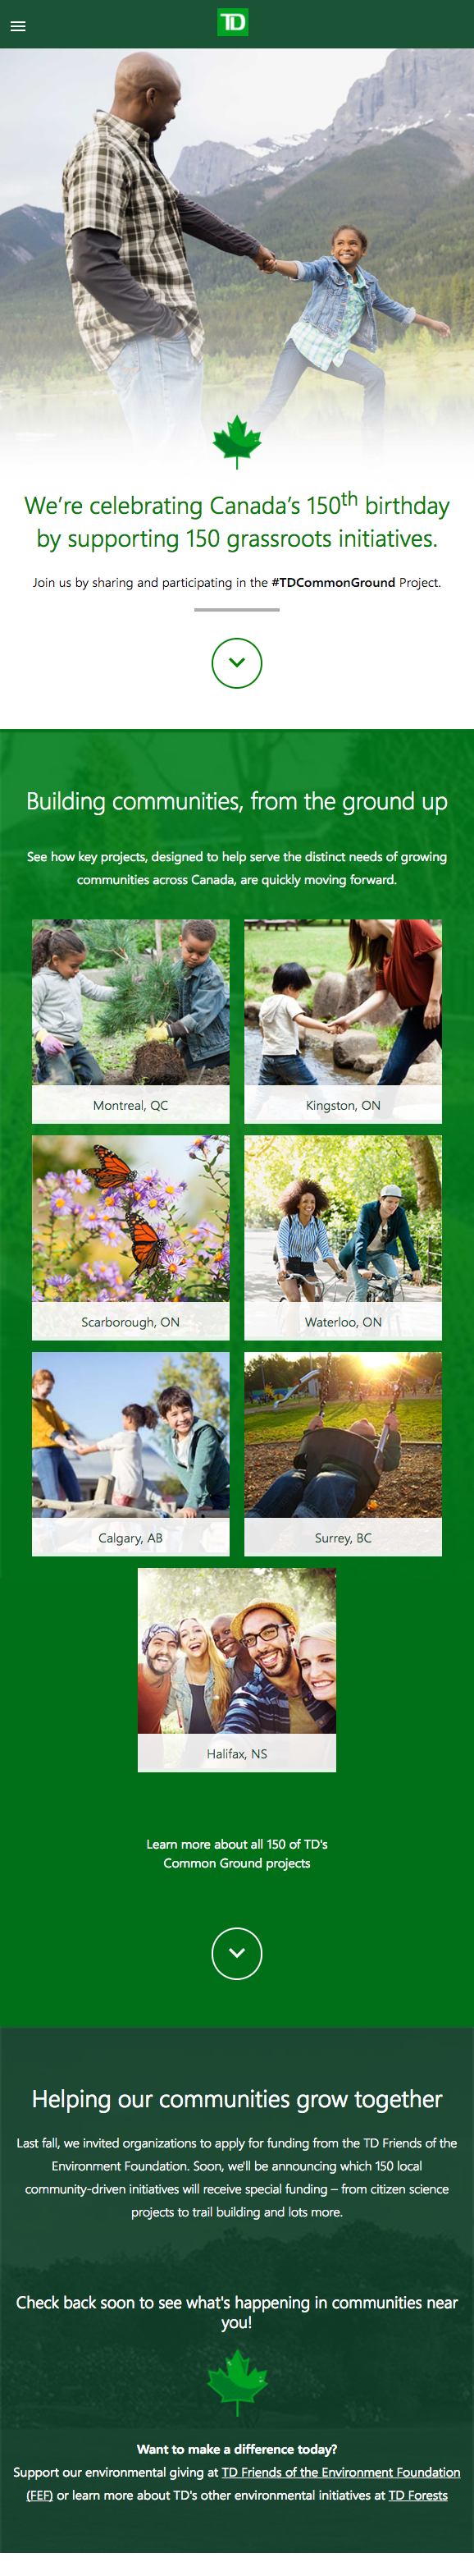 TD
We're celebrating Canada's 150th birthday
by supporting 150 grassroots initiatives.
Join us by sharing and participating in the #TDCommonGround Project.
Building communities, from the ground up
See how key projects, designed to help serve the distinct needs of growing
communities across Canada, are quickly moving forward.
Montreal, QC
Kingston, ON
Scarborough, ON
Waterloo, ON
Calgary, AB
Surrey, BC
Halifax, NS
Learn more about all 150 of TD's
Common Ground projects
Helping our communities grow together
Last fall, we invited organizations to apply for funding from the TD Friends of the
Environment Foundation. Soon, we'll be announcing which 150 local
community-driven initiatives will receive special funding – from citizen science
projects to trail building and lots more.
Check back soon to see what's happening in communities near
you!
Want to make a difference today?
Support our environmental giving at TD Friends of the Environment Foundation
(FEF) or learn more about TD's other environmental initiatives at TD Forests